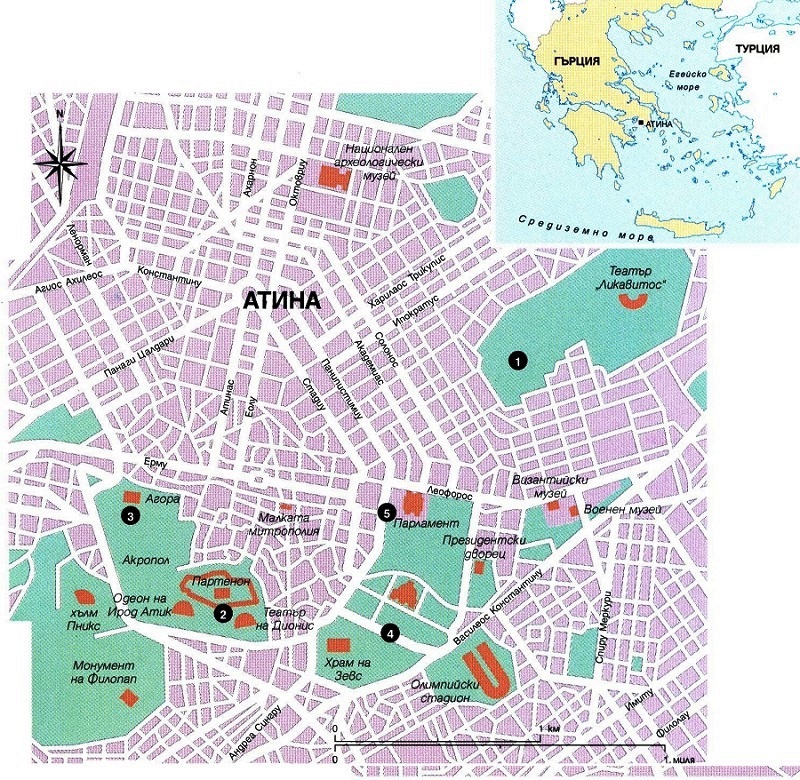 ГЪРЦИЯ
ТУРЦИЯ
Егейско
море
АТИНА
Средиземно море
N
Национален
археологически
музей
Ахарнон
Октовриу
Ленорман
Агиос Ахилеос
Константину
АТИНА
Харилаос Трикупис
Ипократус
Театър
„Ликавитос"
1
Панаги Цалдари
Солонос
Академиас
Панипистимиу
Стадиу
Атинас
Еолу
Ерму
Леофорос
Византийски
музей
Военен музей
Агора
3
Малката
митрополия
5
Парламент
Президентски
дворец
Акропол
Партенон
Одеон на
Ирод Атик
2
Театър
на Дионис
хълм
Пникс
4
Василеос Константину
Спиру Меркури
Храм на
Зевс
Монумент
на Филопап
Олимпийски
стадион
Андреа Сингру
Имиту
Филолау
0
1 км
0
1 миля